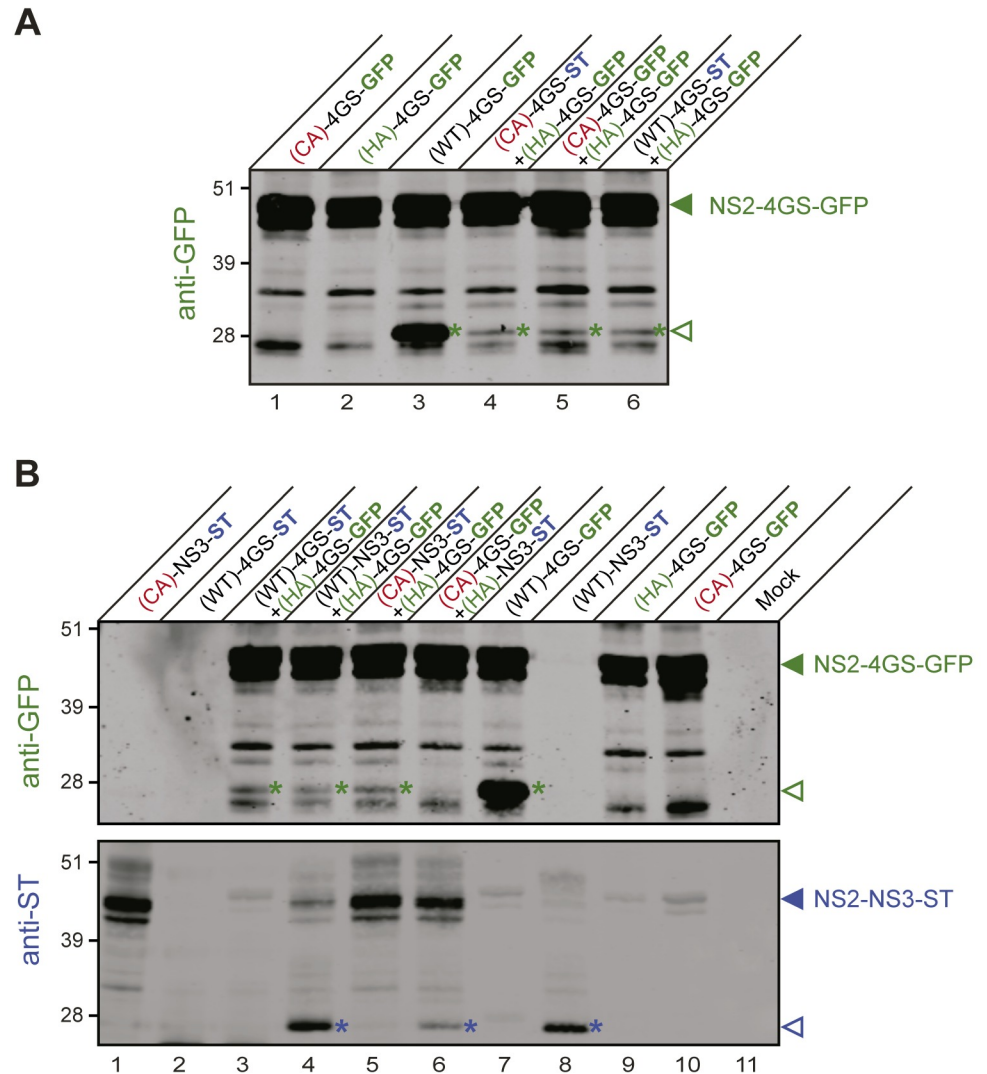 A
(CA)-4GS-GFP
(HA)-4GS-GFP
(WT)-4GS-GFP
(CA)-4GS-ST
+(HA)-4GS-GFP
(CA)-4GS-GFP
+(HA)-4GS-GFP
(WT)-4GS-ST
+(HA)-4GS-GFP
anti-GFP
51
39
28
NS2-4GS-GFP
* * * *
1 2 3 4 5 6
B
(CA)-NS3-ST
(WT)-4GS-ST
(WT)-4GS-ST
+(HA)-4GS-GFP
(WT)-NS3-ST
+(HA)-4GS-GFP
(CA)-NS3-ST
+(HA)-4GS-GFP
(CA)-4GS-GFP
+(HA)-NS3-ST
(WT)-4GS-GFP
(WT)-NS3-ST
(HA)-4GS-GFP
(CA)-4GS-GFP
Mock
anti-GFP
51
39
28
NS2-4GS-GFP
* * * *
anti-ST
51
39
28
NS2-NS3-ST
* * *
1 2 3 4 5 6 7 8 9 10 11